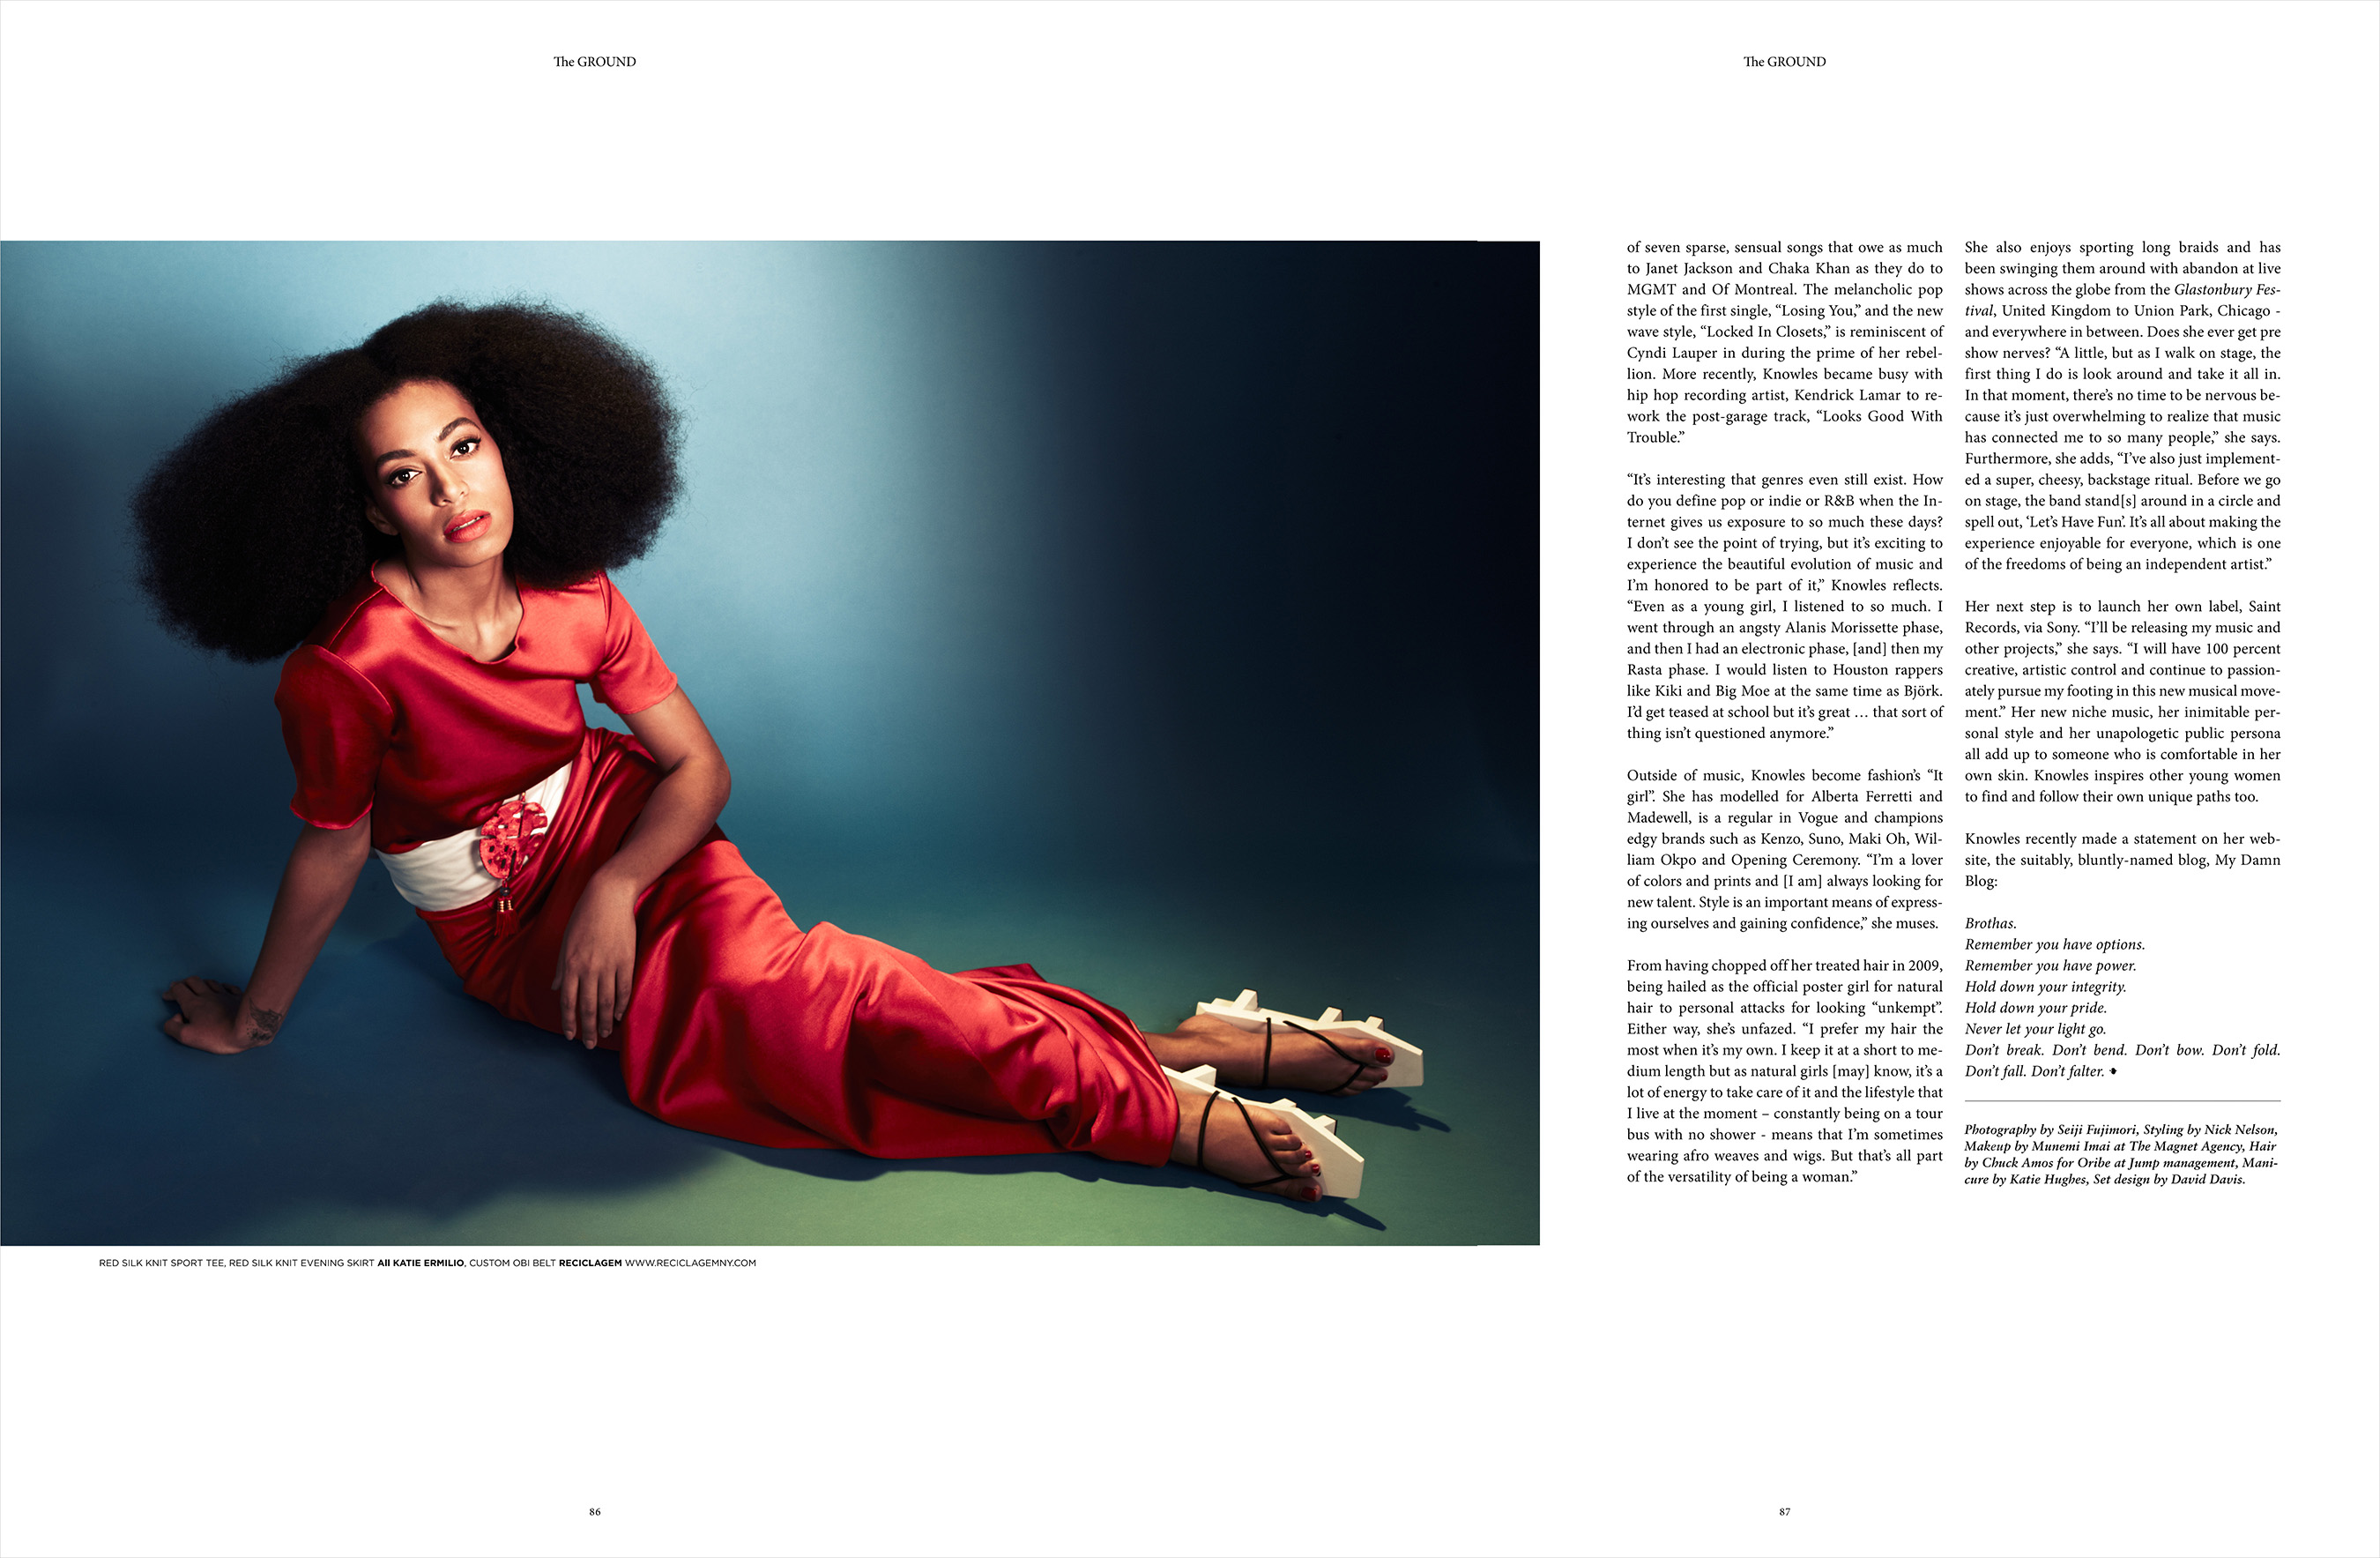 The GROUND
RED SILK KNIT SPORT TEE, RED SILK KNIT EVENING SKIRT All KATIE ERMILIO, CUSTOM OBI BELT RECICLAGEM WWW.RECICLAGEMNY.COM
86
The GROUND
of seven sparse, sensual songs that owe as much
to Janet Jackson and Chaka Khan as they do to
MGMT and Of Montreal. The melancholic pop
style of the first single, “Losing You,” and the new
wave style, “Locked In Closets,” is reminiscent of
Cyndi Lauper in during the prime of her rebel-
lion. More recently, Knowles became busy with
hip hop recording artist, Kendrick Lamar to re-
work the post-garage track, “Looks Good With
Trouble.”
“It’s interesting that genres even still exist. How
do you define pop or indie or R&B when the In-
ternet gives us exposure to so much these days?
I don’t see the point of trying, but it’s exciting to
experience the beautiful evolution of music and
I’m honored to be part of it,” Knowles reflects.
“Even as a young girl, I listened to so much. I
went through an angsty Alanis Morissette phase,
and then I had an electronic phase, [and] then my
Rasta phase. I would listen to Houston rappers
like Kiki and Big Moe at the same time as Björk.
I’d get teased at school but it’s great … that sort of
thing isn’t questioned anymore.”
Outside of music, Knowles become fashion’s “It
girl”. She has modelled for Alberta Ferretti and
Madewell, is a regular in Vogue and champions
edgy brands such as Kenzo, Suno, Maki Oh, Wil-
liam Okpo and Opening Ceremony. “I’m a lover
of colors and prints and [I am] always looking for
new talent. Style is an important means of express-
ing ourselves and gaining confidence,” she muses.
From having chopped off her treated hair in 2009,
being hailed as the official poster girl for natural
hair to personal attacks for looking “unkempt”.
Either way, she’s unfazed. “I prefer my hair the
most when it’s my own. I keep it at a short to me-
dium length but as natural girls [may] know, it’s a
lot of energy to take care of it and the lifestyle that
I live at the moment – constantly being on a tour
bus with no shower - means that I’m sometimes
wearing afro weaves and wigs. But that’s all part
of the versatility of being a woman.”
She also enjoys sporting long braids and has
been swinging them around with abandon at live
shows across the globe from the Glastonbury Fes-
tival, United Kingdom to Union Park, Chicago -
and everywhere in between. Does she ever get pre
show nerves? “A little, but as I walk on stage, the
first thing I do is look around and take it all in.
In that moment, there’s no time to be nervous be-
cause it’s just overwhelming to realize that music
has connected me to so many people,” she says.
Furthermore, she adds, “I’ve also just implement-
ed a super, cheesy, backstage ritual. Before we go
on stage, the band stand[s] around in a circle and
spell out, ‘Let’s Have Fun’. It’s all about making the
experience enjoyable for everyone, which is one
of the freedoms of being an independent artist.”
Her next step is to launch her own label, Saint
Records, via Sony. “I’ll be releasing my music and
other projects,” she says. “I will have 100 percent
creative, artistic control and continue to passion-
ately pursue my footing in this new musical move-
ment.” Her new niche music, her inimitable per-
sonal style and her unapologetic public persona
all add up to someone who is comfortable in her
own skin. Knowles inspires other young women
to find and follow their own unique paths too.
Knowles recently made a statement on her web-
site, the suitably, bluntly-named blog, My Damn
Blog:
Brothas.
Remember you have options.
Remember you have power.
Hold down your integrity.
Hold down your pride.
Never let your light go.
Don’t break. Don’t bend. Don’t bow. Don’t fold.
Don’t fall. Don’t falter.
Photography by Seiji Fujimori, Styling by Nick Nelson,
Makeup by Munemi Imai at The Magnet Agency, Hair
by Chuck Amos for Oribe at Jump management, Mani-
cure by Katie Hughes, Set design by David Davis.
87